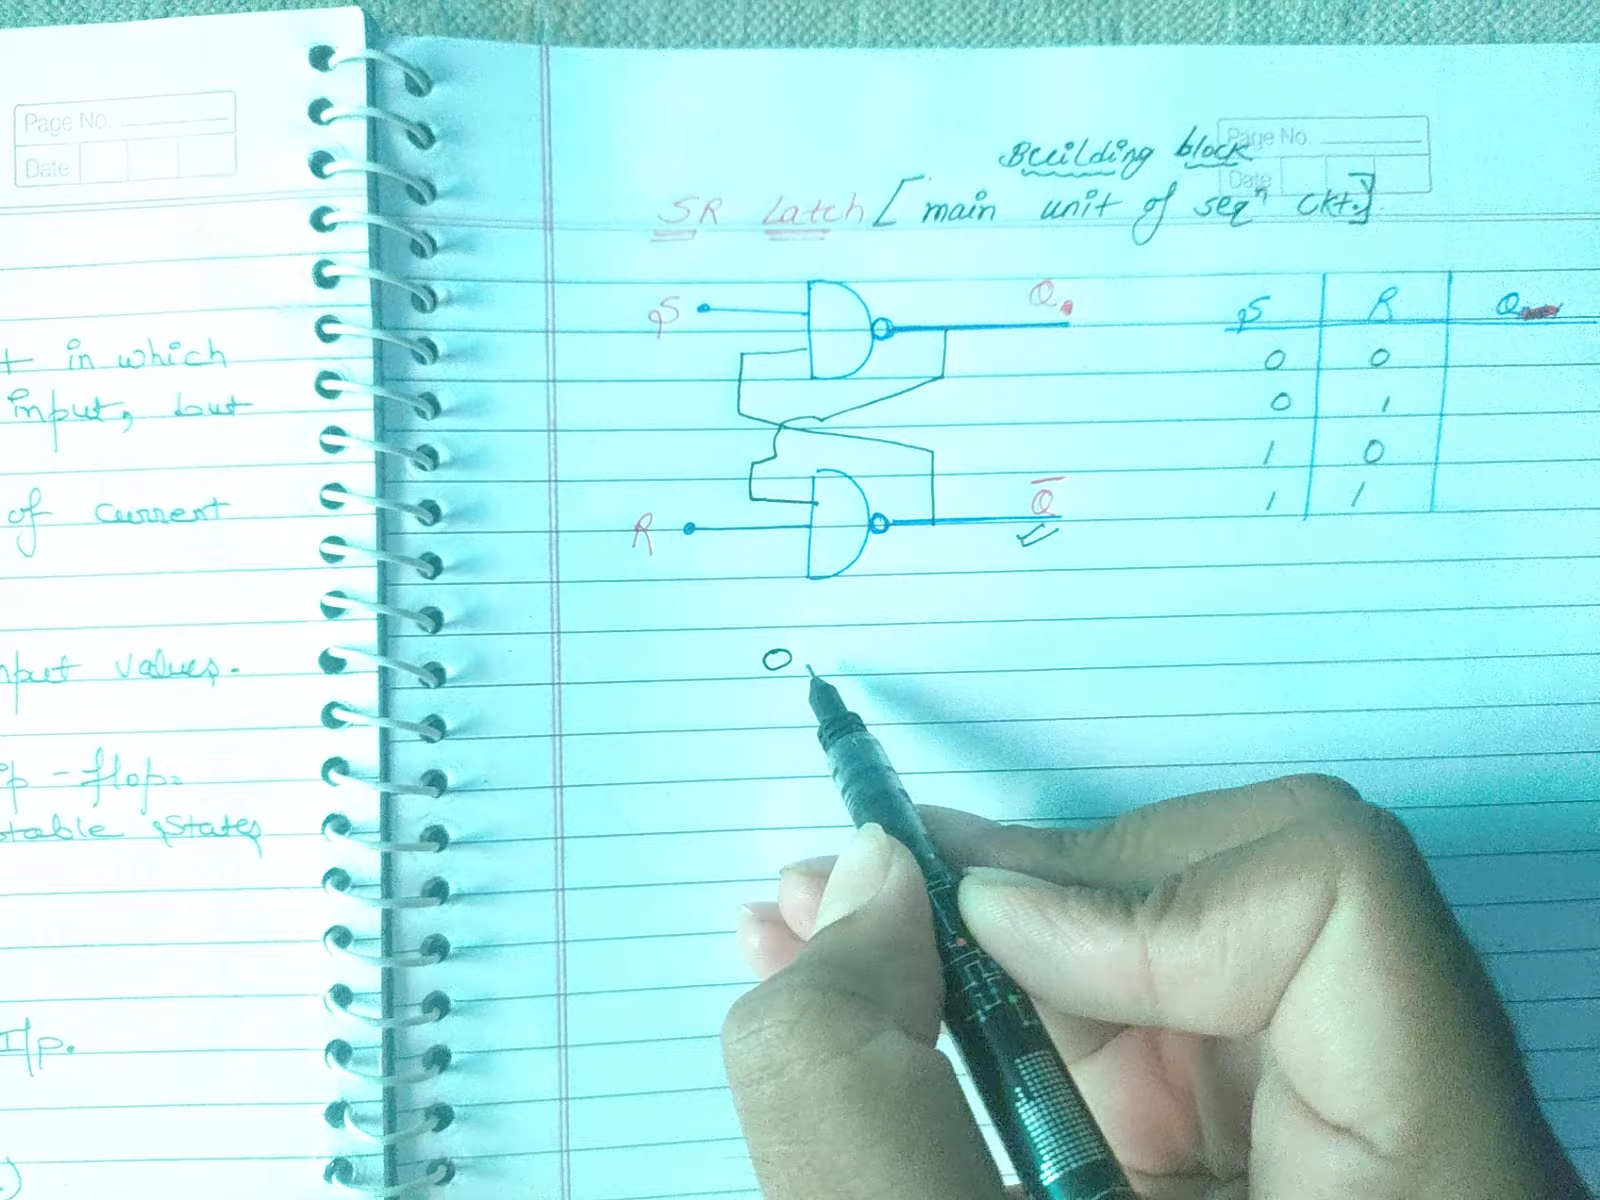 Page No.
Date
+ in which
input, but
of current
input values.
ip-flop.
stable states
I/p.
Page No.
Date
Building block
SR Latch [main unit of seqⁿ ckt.]
S
Q
R
Q̅
S R Q
0 0
0 1
1 0
1 1
0